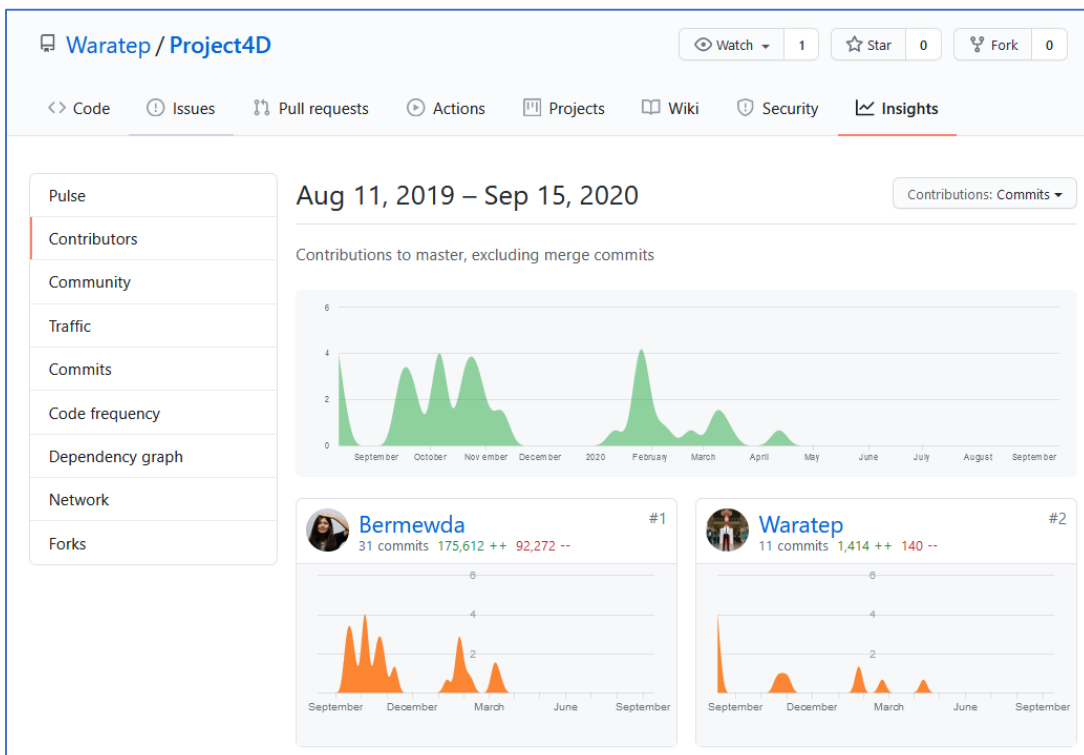 Waratep / Project4D
Watch 1 Star 0 Fork 0
Code Issues Pull requests Actions Projects Wiki Security Insights
Pulse
Contributors
Community
Traffic
Commits
Code frequency
Dependency graph
Network
Forks
Aug 11, 2019 – Sep 15, 2020
Contributions: Commits
Contributions to master, excluding merge commits
6
4
2
0
September October November December 2020 February March April May June July August September
Bermewda #1
31 commits 175,612 ++ 92,272 --
6
4
2
September December March June September
Waratep #2
11 commits 1,414 ++ 140 --
6
4
2
September December March June September